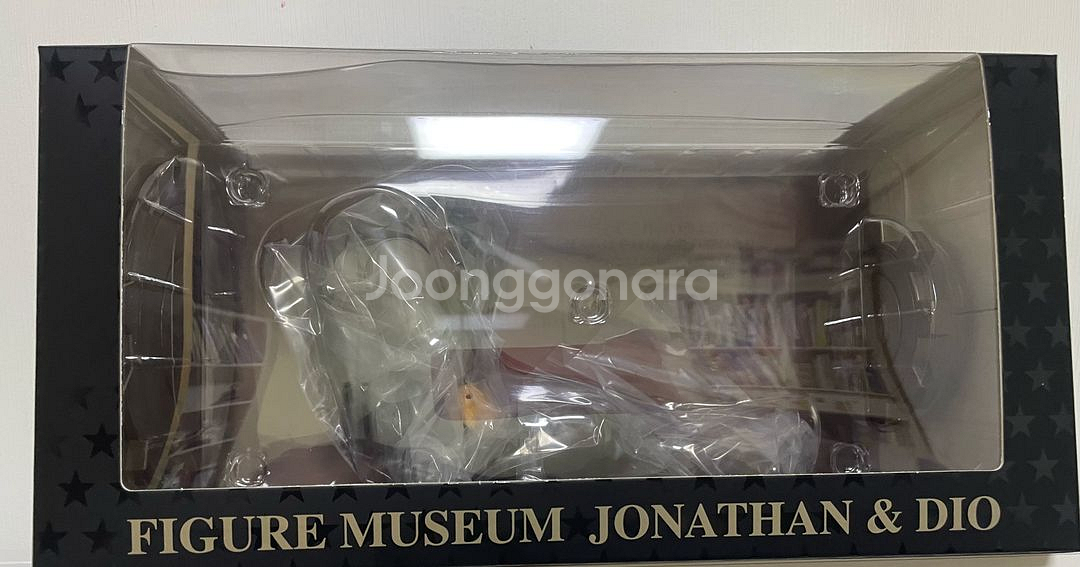 Joonggonara
FIGURE MUSEUM JONATHAN & DIO